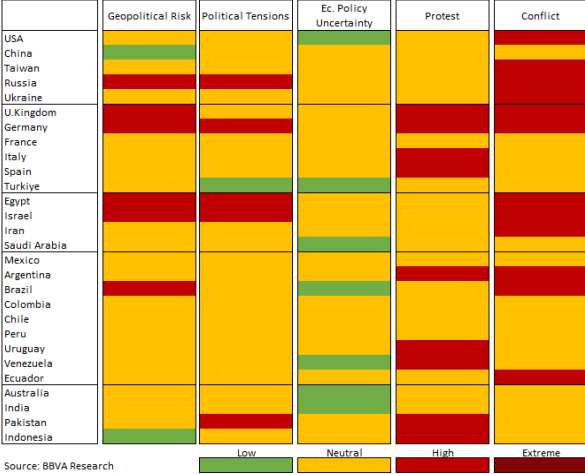 Geopolitical Risk Political Tensions Ec. Policy Uncertainty Protest Conflict
USA
China
Taiwan
Russia
Ukraine
U.Kingdom
Germany
France
Italy
Spain
Turkiye
Egypt
Israel
Iran
Saudi Arabia
Mexico
Argentina
Brazil
Colombia
Chile
Peru
Uruguay
Venezuela
Ecuador
Australia
India
Pakistan
Indonesia
Low Neutral High Extreme
Source: BBVA Research